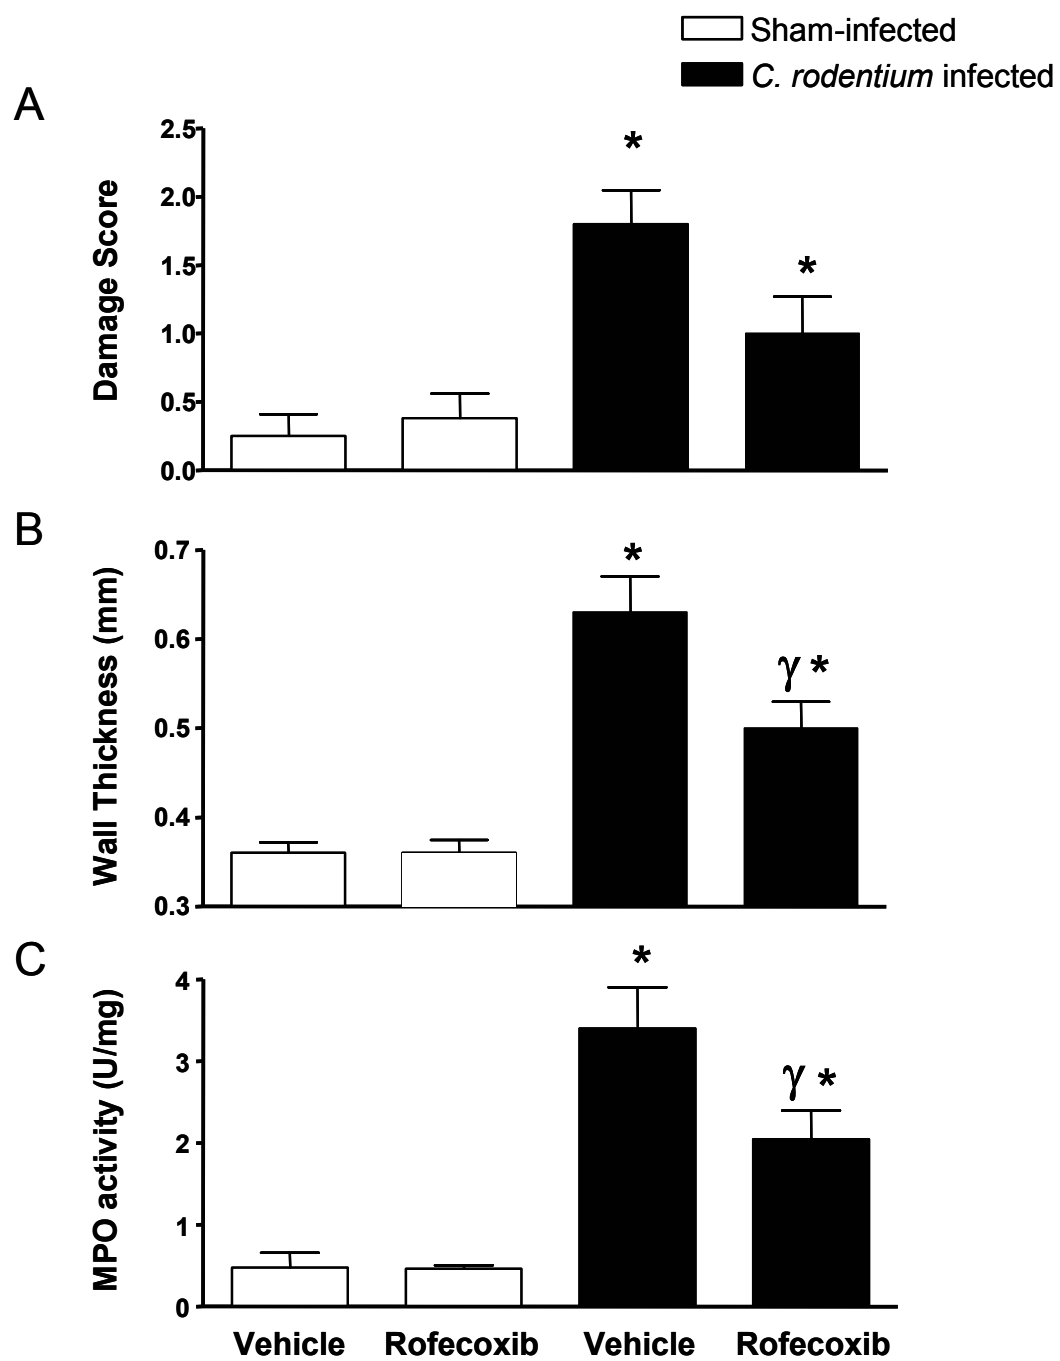 Sham-infected
C. rodentium infected
A
Damage Score
2.5
2.0
1.5
1.0
0.5
0.0
*
*
B
Wall Thickness (mm)
0.7
0.6
0.5
0.4
0.3
*
γ *
C
MPO activity (U/mg)
4
3
2
1
0
*
γ *
Vehicle Rofecoxib Vehicle Rofecoxib